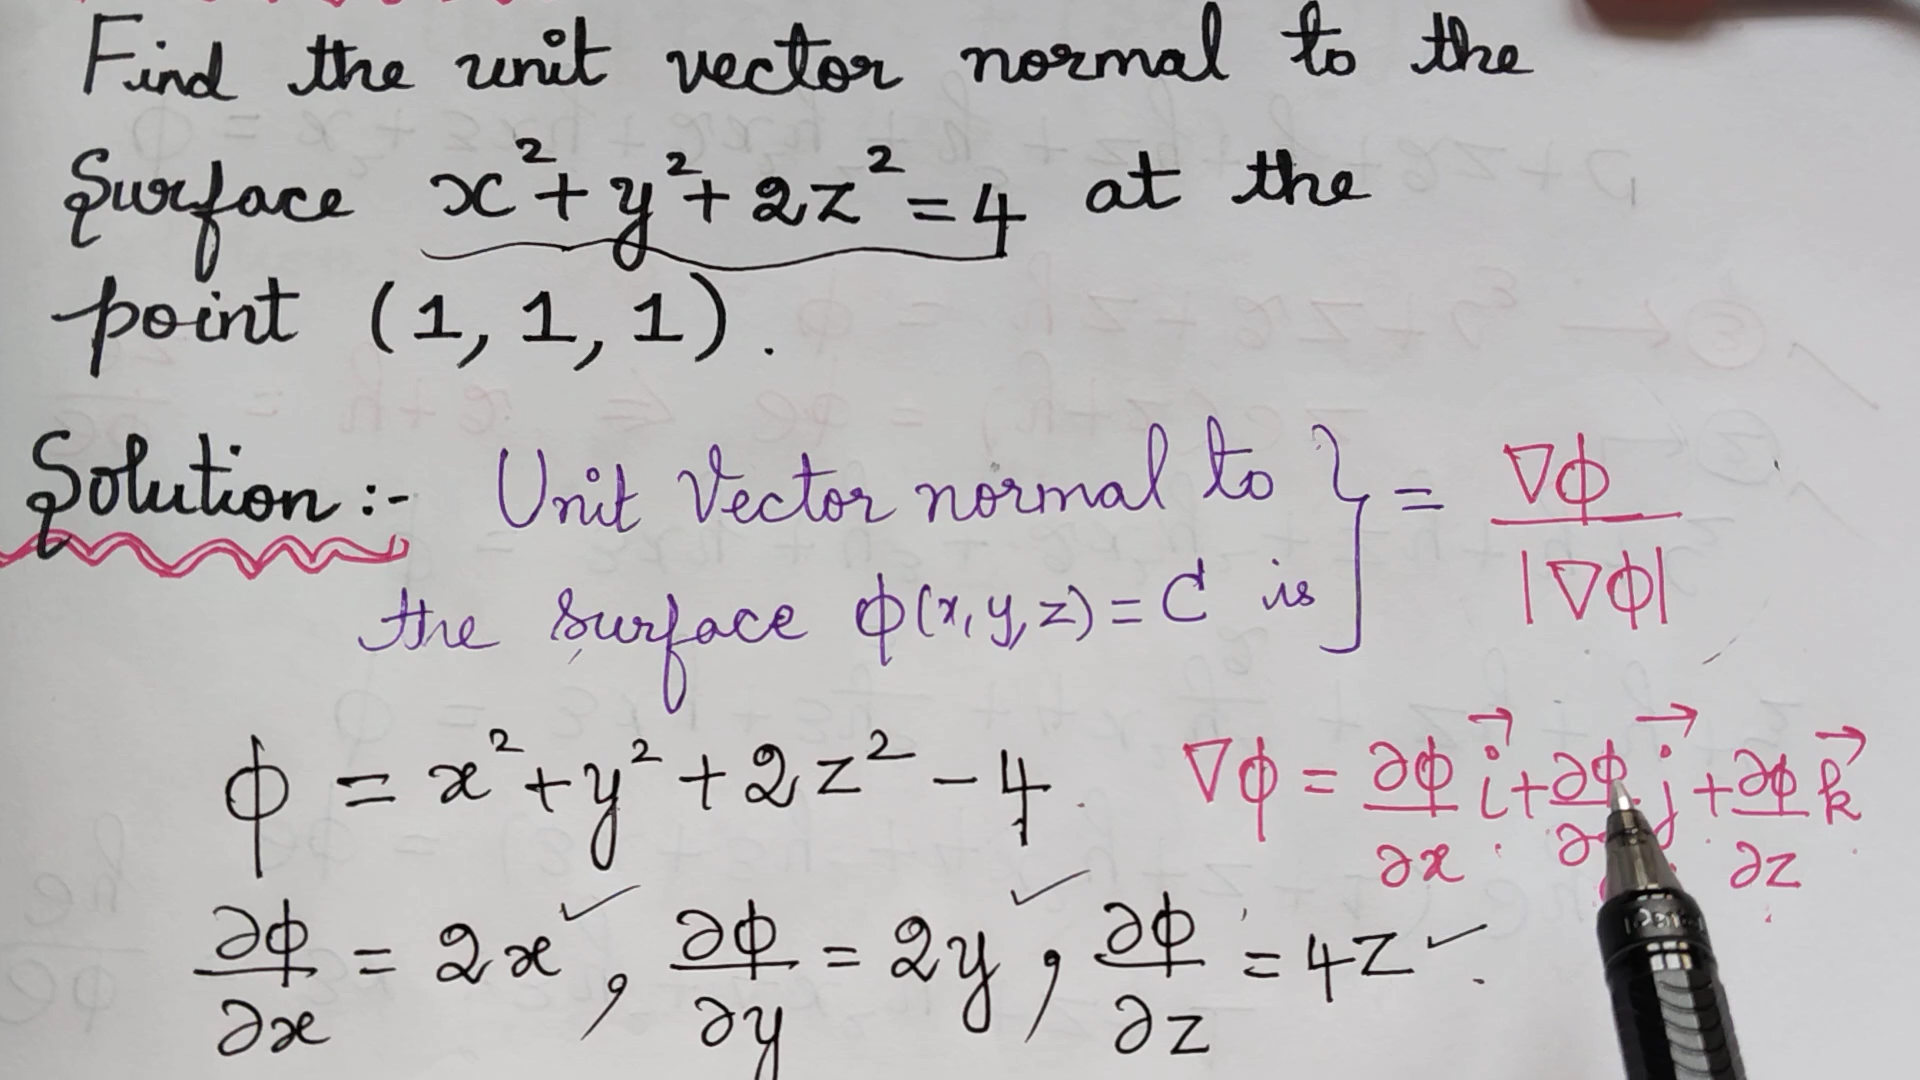 Find the unit vector normal to the
Surface x²+y²+2z²=4 at the
point (1, 1, 1).
Solution :- Unit Vector normal to } = ∇ϕ / |∇ϕ|
the surface ϕ(x,y,z)=C is
ϕ = x²+y²+2z²-4 ∇ϕ = ∂ϕ/∂x i⃗ + ∂ϕ/∂ j⃗ + ∂ϕ/∂z k⃗
∂ϕ/∂x = 2x ✓, ∂ϕ/∂y = 2y ✓, ∂ϕ/∂z = 4z ✓